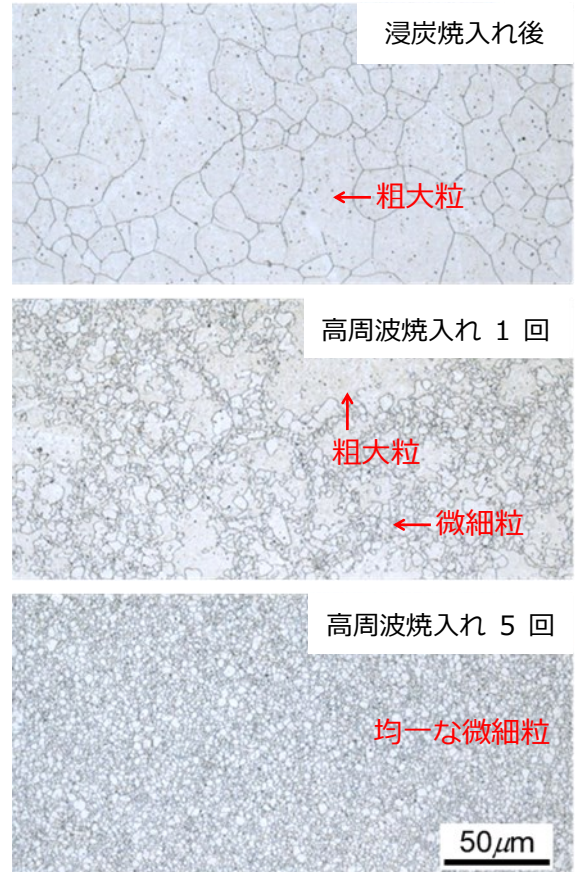 浸炭焼入れ後
←粗大粒
高周波焼入れ 1 回
↑
粗大粒
←微細粒
高周波焼入れ 5 回
均一な微細粒
50μm